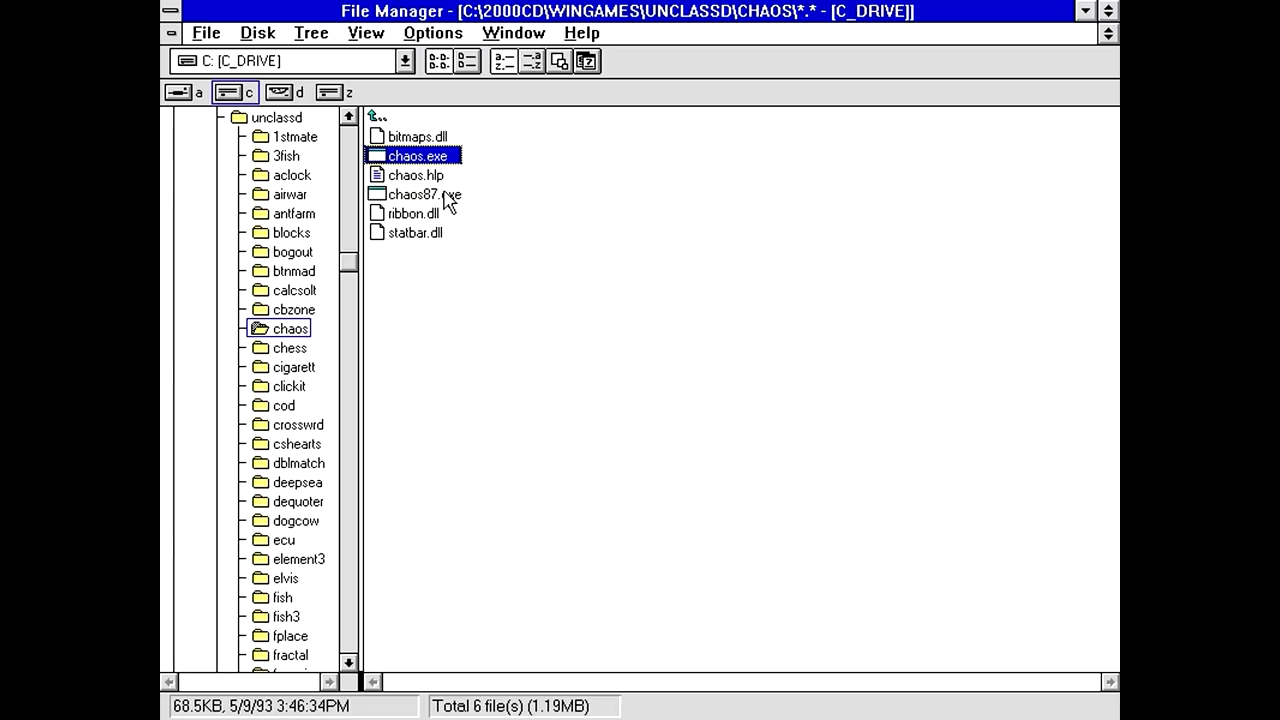 File Manager - [C:\2000CD\WINGAMES\UNCLASSD\CHAOS\*.* - [C_DRIVE]]
File Disk Tree View Options Window Help
C: [C_DRIVE]
a c d z
unclassd
1stmate
3fish
aclock
airwar
antfarm
blocks
bogout
btnmad
calcsolt
cbzone
chaos
chess
cigarett
clickit
cod
crosswrd
cshearts
dblmatch
deepsea
dequoter
dogcow
ecu
element3
elvis
fish
fish3
fplace
fractal
..
bitmaps.dll
chaos.exe
chaos.hlp
chaos87.exe
ribbon.dll
statbar.dll
68.5KB, 5/9/93 3:46:34PM
Total 6 file(s) (1.19MB)